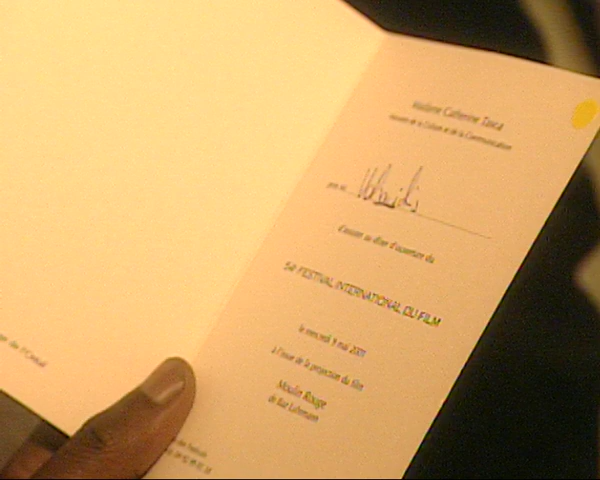 Madame Catherine Tasca
Ministre de la Culture et de la Communication
prie M.
d'assister au dîner d'ouverture du
54e FESTIVAL INTERNATIONAL DU FILM
le mercredi 9 mai 2001
à l'issue de la projection du film
Moulin Rouge
de Baz Luhrmann